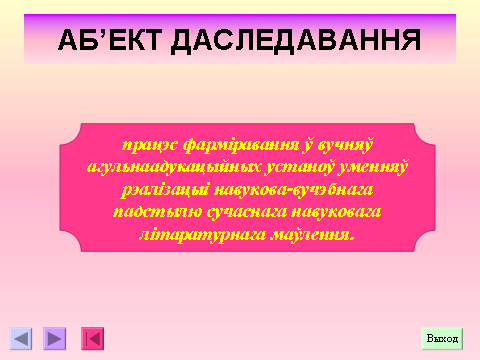 АБ’ЕКТ ДАСЛЕДАВАННЯ
працэс фарміравання ў вучняў
агульнаадукацыйных устаноў уменняў
рэалізацыі навукова-вучэбнага
падстылю сучаснага навуковага
літаратурнага маўлення.
Выход